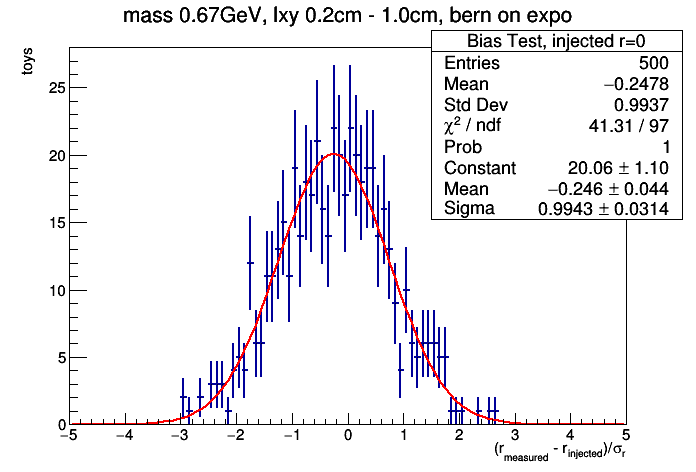 mass 0.67GeV, lxy 0.2cm - 1.0cm, bern on expo
Bias Test, injected r=0
Entries 500
Mean −0.2478
Std Dev 0.9937
χ² / ndf 41.31 / 97
Prob 1
Constant 20.06 ± 1.10
Mean −0.246 ± 0.044
Sigma 0.9943 ± 0.0314
toys
25
20
15
10
5
0
−5 −4 −3 −2 −1 0 1 2 3 4 5
(r_measured - r_injected)/σ_r